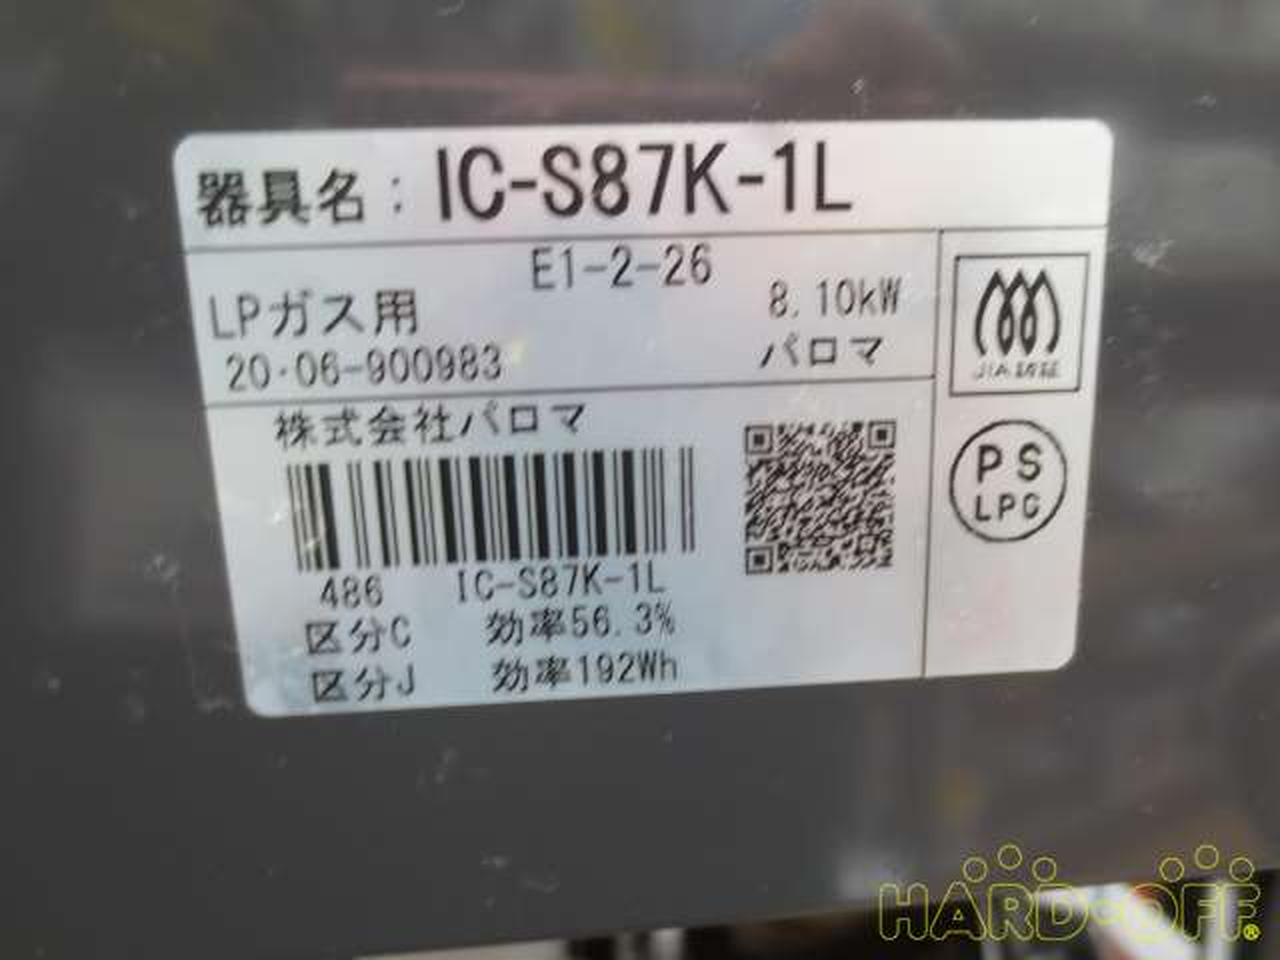 器具名:IC-S87K-1L
E1-2-26
LPガス用 8.10kW
20・06-900983 パロマ
JIA認証
株式会社パロマ
PS
LPG
486 IC-S87K-1L
区分C 効率56.3%
区分J 効率192Wh
HARD・OFF®